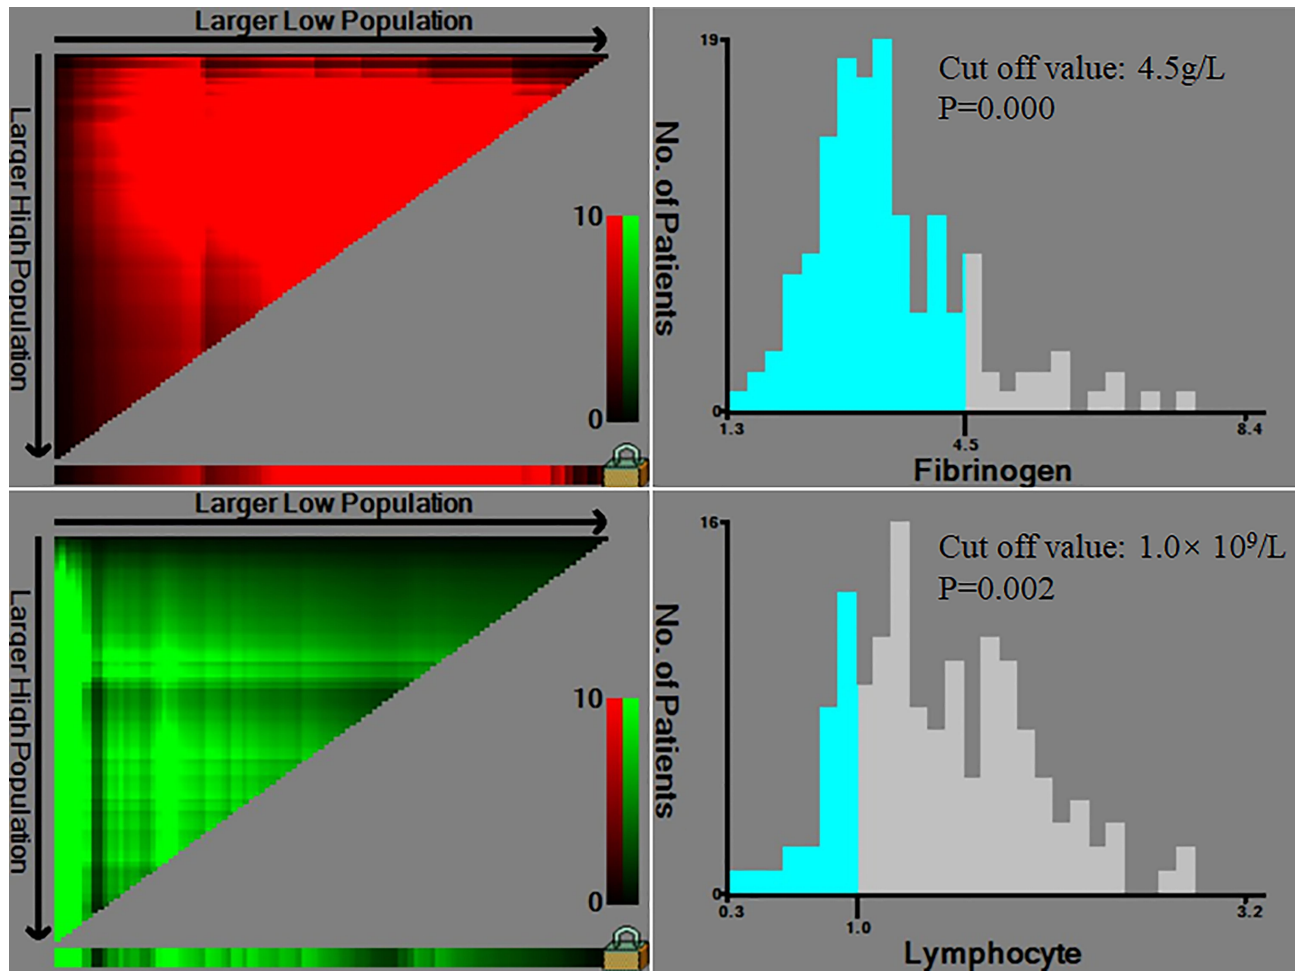 Larger Low Population
Larger High Population
10
0
19
No. of Patients
0
Cut off value: 4.5g/L
P=0.000
1.3
4.5
8.4
Fibrinogen
Larger Low Population
Larger High Population
10
0
16
No. of Patients
0
Cut off value: 1.0× 10⁹/L
P=0.002
0.3
1.0
3.2
Lymphocyte